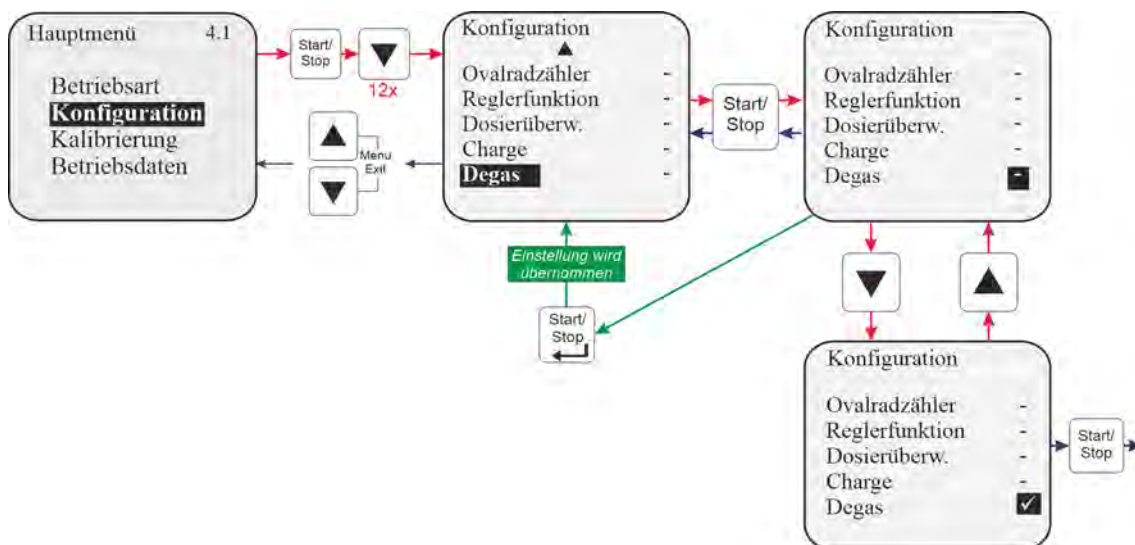 Hauptmenü 4.1
Betriebsart
Konfiguration
Kalibrierung
Betriebsdaten
Start/
Stop
12x
Menu
Exit
Konfiguration
Ovalradzähler -
Reglerfunktion -
Dosierüberw. -
Charge -
Degas -
Start/
Stop
Konfiguration
Ovalradzähler -
Reglerfunktion -
Dosierüberw. -
Charge -
Degas -
Einstellung wird
übernommen
Start/
Stop
Konfiguration
Ovalradzähler -
Reglerfunktion -
Dosierüberw. -
Charge -
Degas ✓
Start/
Stop